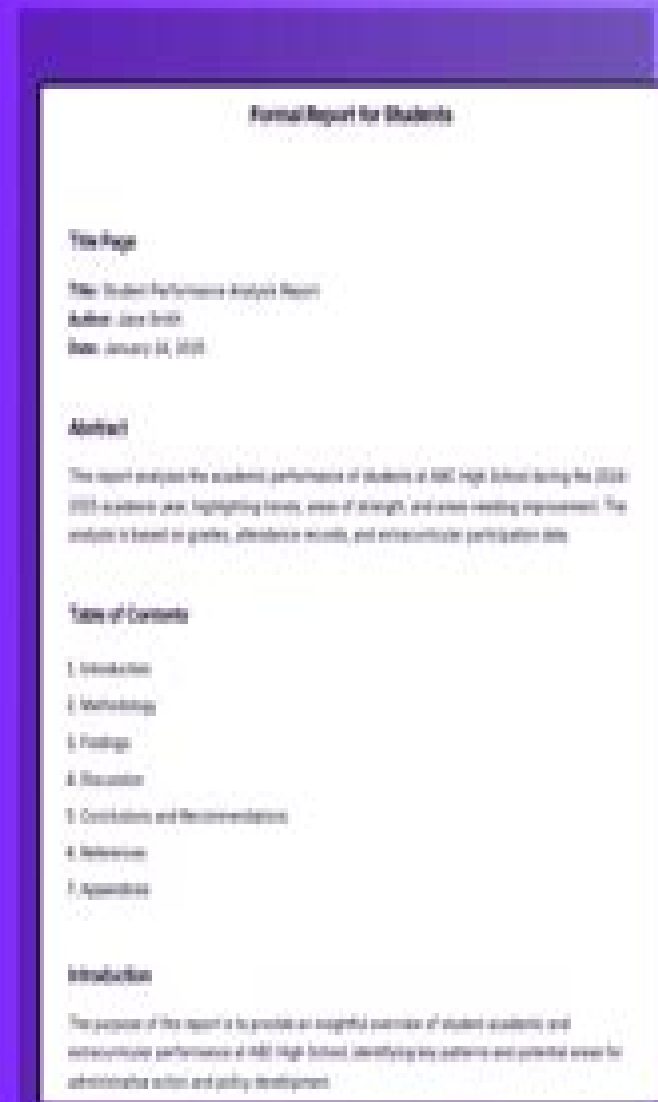 Formal Report for Students
Title Page
Title: Student Performance Analysis Report
Author: Jane Smith
Date: January
Abstract
This report analyzes the academic performance of students at ABC High School during the
academic year, highlighting trends, areas of strength, and areas needing improvement. The
analysis is based on grades, attendance records, and extracurricular participation data.
Table of Contents
1. Introduction
2. Methodology
3. Findings
4. Discussion
5. Conclusions and Recommendations
6. References
7. Appendices
Introduction
The purpose of this report is to provide an insightful overview of student academic and
extracurricular performance at ABC High School, identifying key patterns and potential areas for
administrative action and policy development.